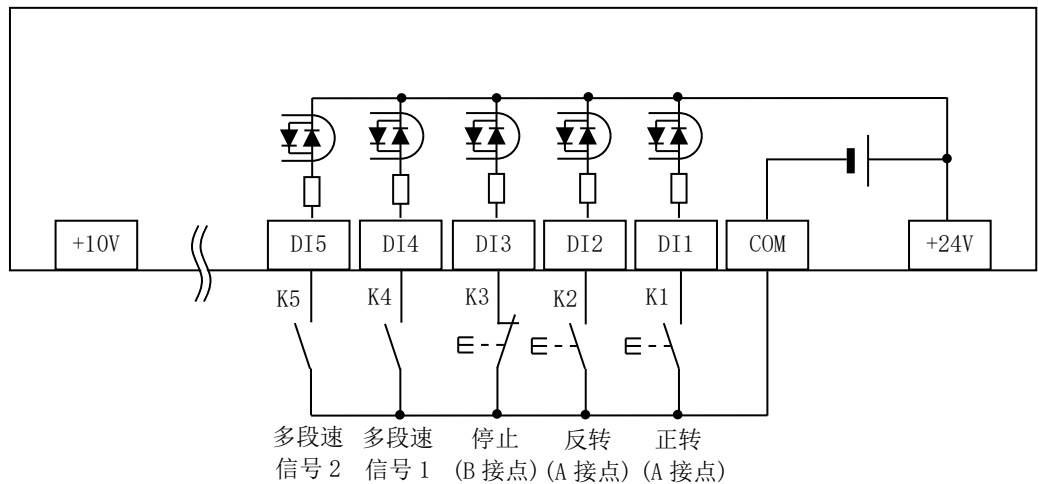 +10V
DI5
DI4
DI3
DI2
DI1
COM
+24V
K5
K4
K3
K2
K1
多段速
信号 2
多段速
信号 1
停止
(B 接点)
反转
(A 接点)
正转
(A 接点)